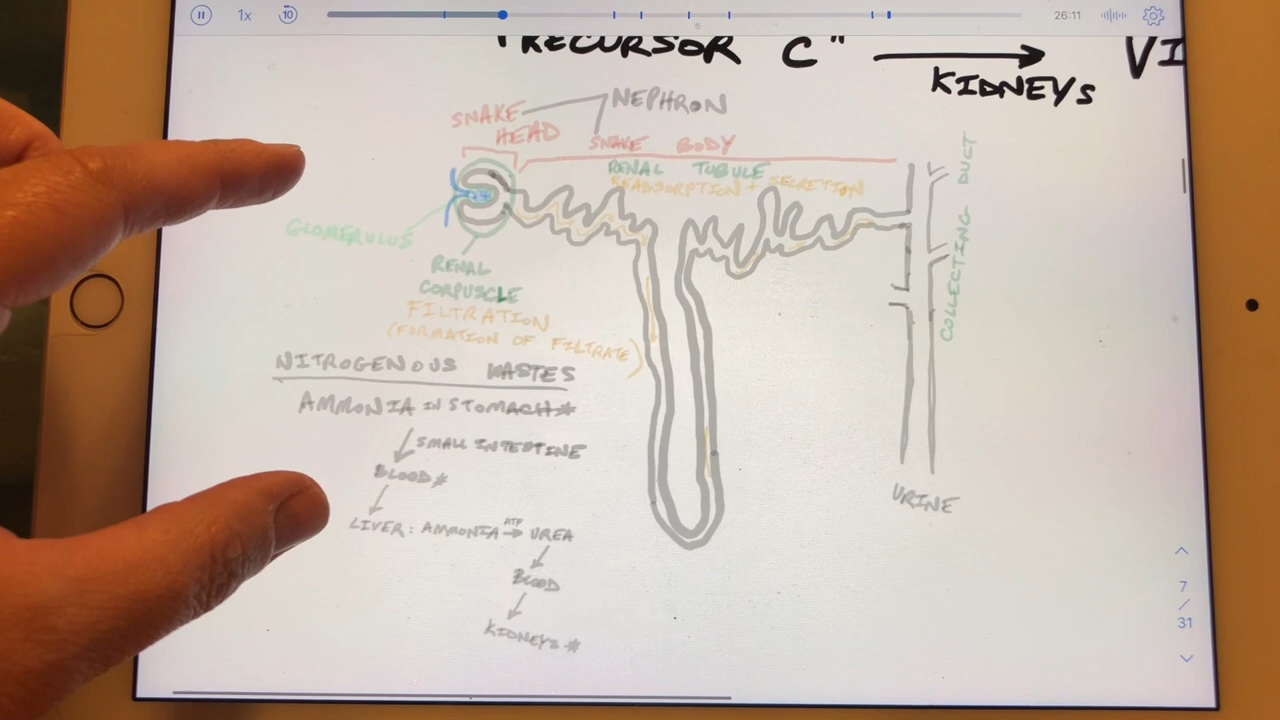 1x
10
26:11
"PRECURSOR C" → VI
KIDNEYS
NEPHRON
SNAKE HEAD
SNAKE BODY
RENAL TUBULE
REABSORPTION + SECRETION
GLOMERULUS
RENAL
CORPUSCLE
FILTRATION
(FORMATION OF FILTRATE)
COLLECTING DUCT
NITROGENOUS WASTES
AMMONIA IN STOMACH*
SMALL INTESTINE
BLOOD*
LIVER: AMMONIA ATP→ UREA
BLOOD
KIDNEYS*
URINE
7
/
31